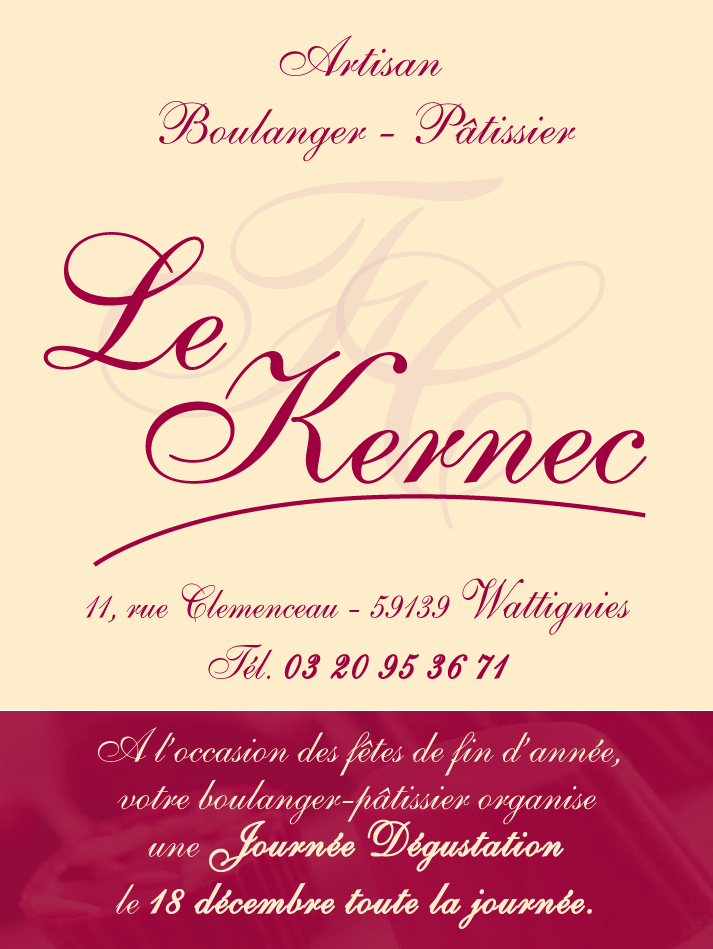 Artisan
Boulanger - Pâtissier
Le
Kernec
11, rue Clemenceau - 59139 Wattignies
Tél. 03 20 95 36 71
A l'occasion des fêtes de fin d'année,
votre boulanger-pâtissier organise
une Journée Dégustation
le 18 décembre toute la journée.